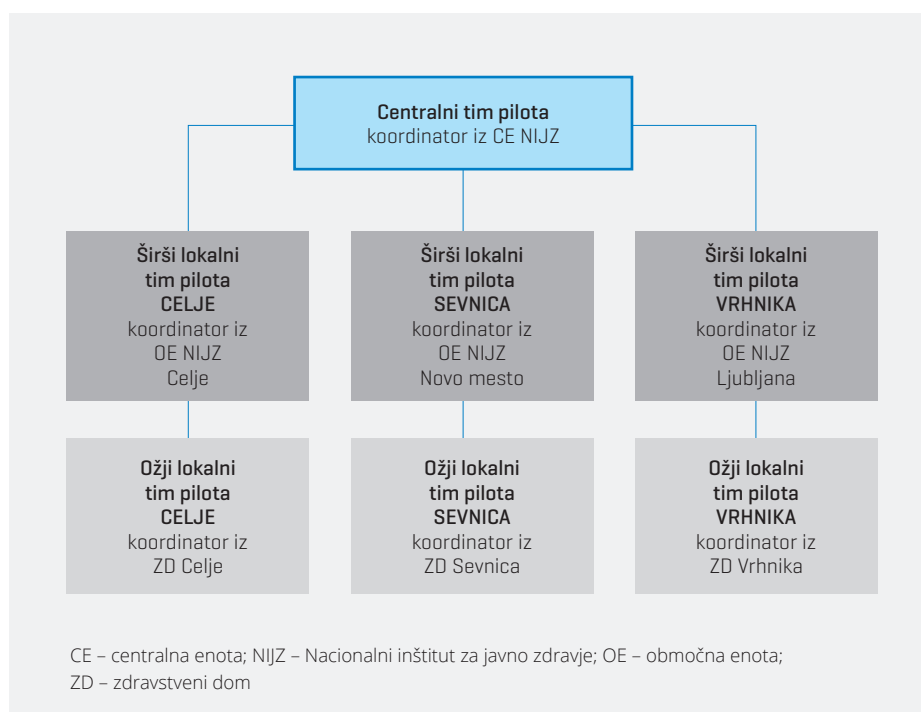 Centralni tim pilota
koordinator iz CE NIJZ
Širši lokalni
tim pilota
CELJE
koordinator iz
OE NIJZ
Celje
Širši lokalni
tim pilota
SEVNICA
koordinator iz
OE NIJZ
Novo mesto
Širši lokalni
tim pilota
VRHNIKA
koordinator iz
OE NIJZ
Ljubljana
Ožji lokalni
tim pilota
CELJE
koordinator iz
ZD Celje
Ožji lokalni
tim pilota
SEVNICA
koordinator iz
ZD Sevnica
Ožji lokalni
tim pilota
VRHNIKA
koordinator iz
ZD Vrhnika
CE – centralna enota; NIJZ – Nacionalni inštitut za javno zdravje; OE – območna enota;
ZD – zdravstveni dom